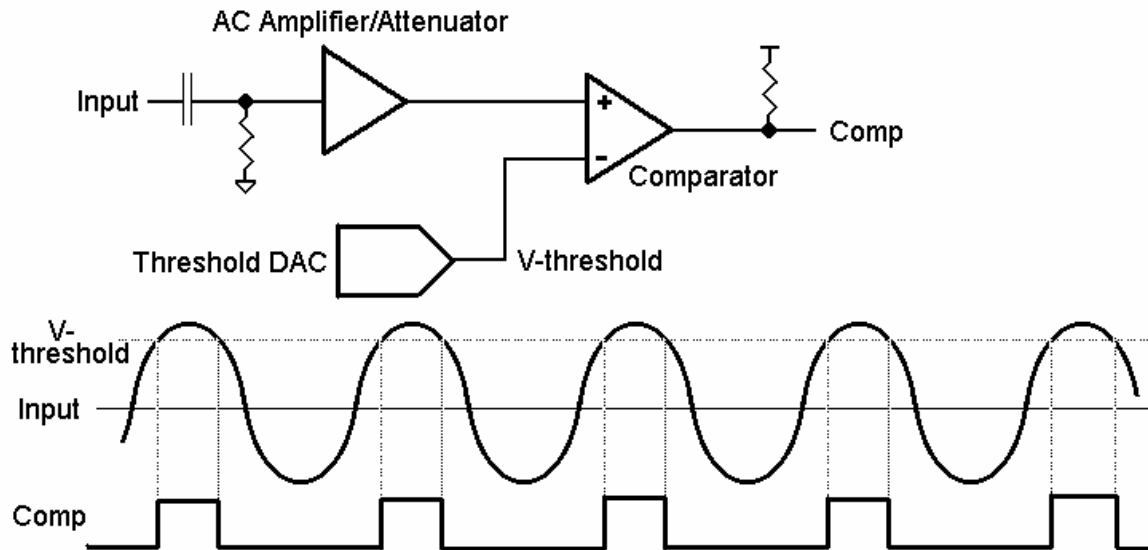 AC Amplifier/Attenuator
Input
+
-
Comp
Comparator
Threshold DAC
V-threshold
V-
threshold
Input
Comp